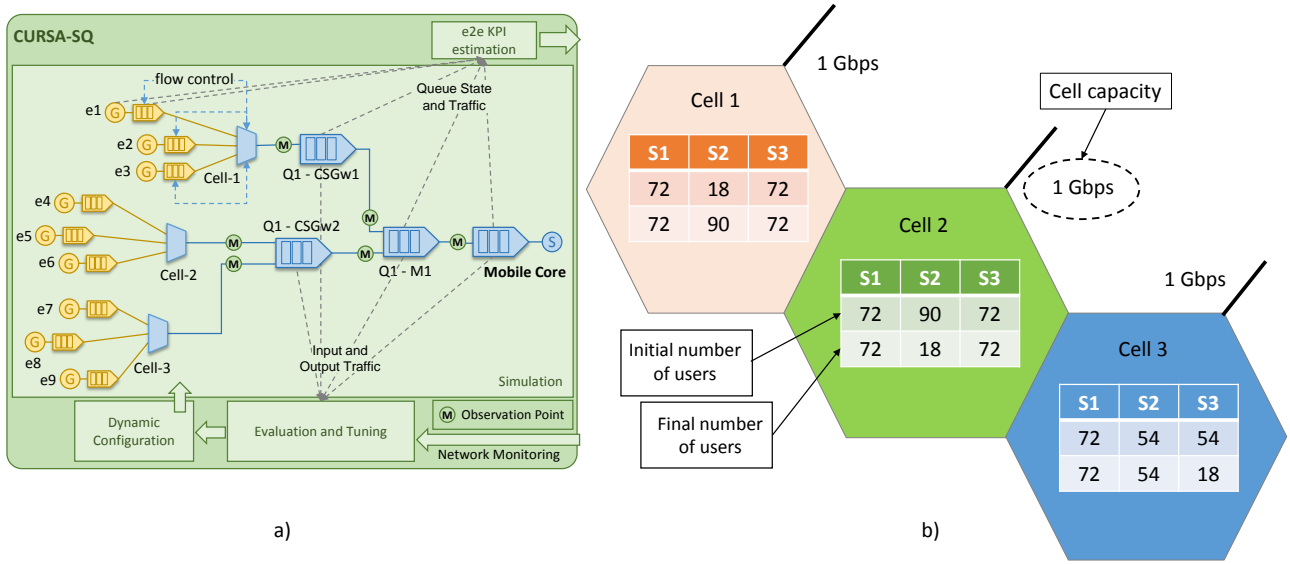 CURSA-SQ
e2e KPI
estimation
flow control
Queue State
and Traffic
e1
G
e2
G
e3
G
Cell-1
M
Q1 - CSGw1
e4
G
e5
G
e6
G
Cell-2
M
M
Q1 - CSGw2
M
M
Q1 - M1
M
Mobile Core
S
e7
G
e8
G
e9
G
Cell-3
Input and
Output Traffic
Simulation
Dynamic
Configuration
Evaluation and Tuning
M Observation Point
Network Monitoring
a)
1 Gbps
Cell 1
S1 S2 S3
72 18 72
72 90 72
Cell capacity
1 Gbps
Cell 2
S1 S2 S3
72 90 72
72 18 72
Initial number
of users
Final number
of users
1 Gbps
Cell 3
S1 S2 S3
72 54 54
72 54 18
b)